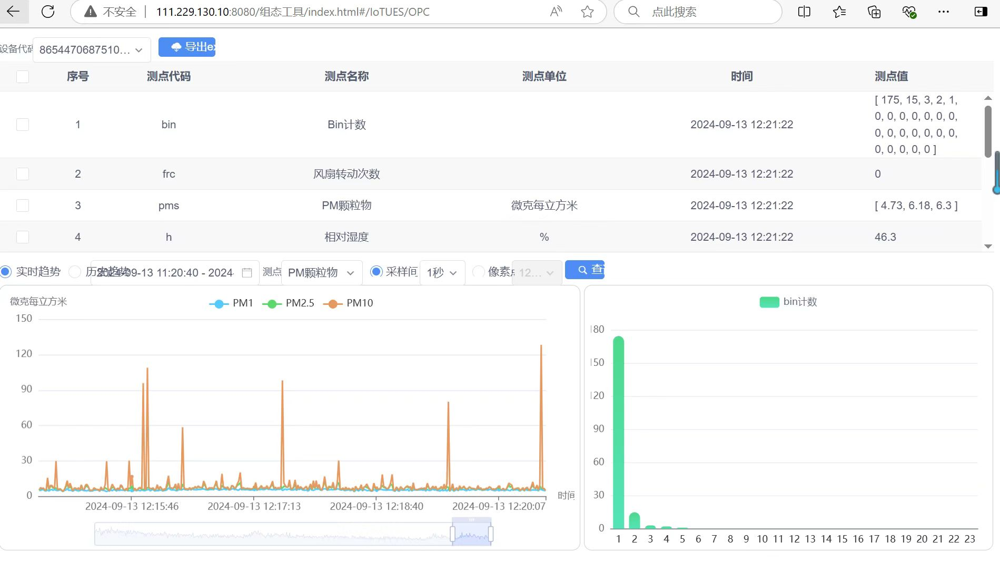 不安全 111.229.130.10:8080/组态工具/index.html#/IoTUES/OPC 点此搜索
设备代码 8654470687510... 导出ex
序号 测点代码 测点名称 测点单位 时间 测点值
1 bin Bin计数 2024-09-13 12:21:22 [ 175, 15, 3, 2, 1,
0, 0, 0, 0, 0, 0, 0,
0, 0, 0, 0, 0, 0, 0,
0, 0, 0, 0, 0 ]
2 frc 风扇转动次数 2024-09-13 12:21:22 0
3 pms PM颗粒物 微克每立方米 2024-09-13 12:21:22 [ 4.73, 6.18, 6.3 ]
4 h 相对湿度 % 2024-09-13 12:21:22 46.3
实时趋势 历史趋势 2024-09-13 11:20:40 - 2024- 测点 PM颗粒物 采样间 1秒 像素点 12... 查询
微克每立方米 PM1 PM2.5 PM10
150
120
90
60
30
0
时间
2024-09-13 12:15:46 2024-09-13 12:17:13 2024-09-13 12:18:40 2024-09-13 12:20:07
bin计数
180
150
120
90
60
30
0
1 2 3 4 5 6 7 8 9 10 11 12 13 14 15 16 17 18 19 20 21 22 23